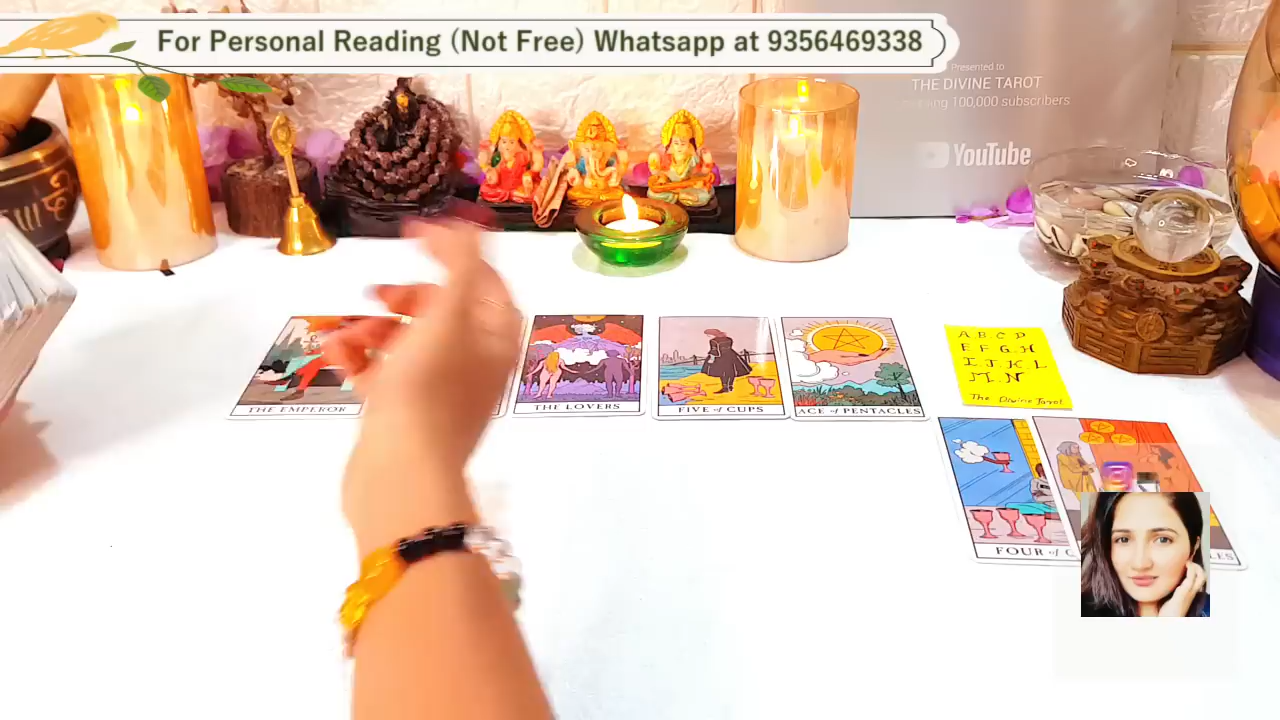 For Personal Reading (Not Free) Whatsapp at 9356469338
Presented to
THE DIVINE TAROT
100,000 subscribers
YouTube
THE EMPEROR
THE LOVERS
FIVE of CUPS
ACE of PENTACLES
A B C D
E F G H
I J K L
M N
The Divine Tarot
FOUR of